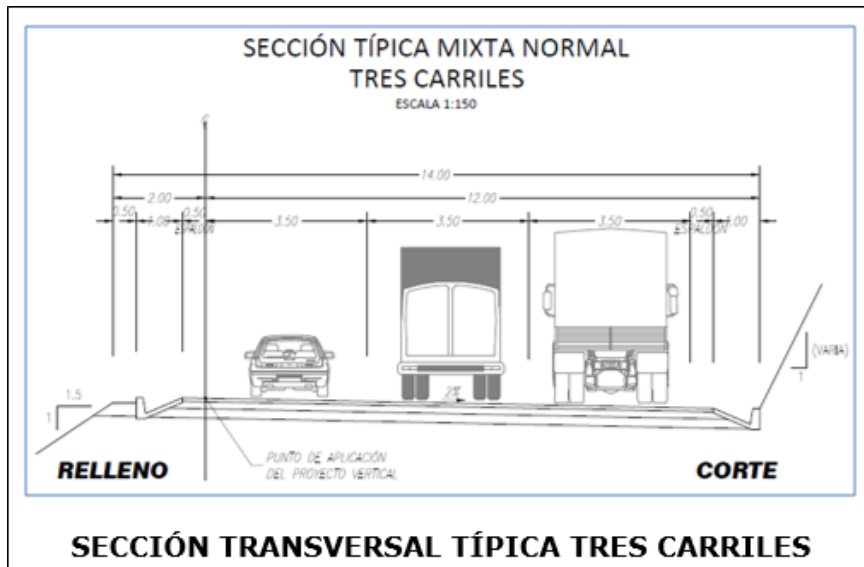 SECCIÓN TÍPICA MIXTA NORMAL
TRES CARRILES
ESCALA 1:150
14.00
2.00 12.00
0.50 1.00 0.50 3.50 3.50 3.50 0.50 1.00
ESPALDÓN ESPALDÓN
(VARIA)
1
1.5
1
2%
PUNTO DE APLICACIÓN
DEL PROYECTO VERTICAL
RELLENO CORTE
SECCIÓN TRANSVERSAL TÍPICA TRES CARRILES